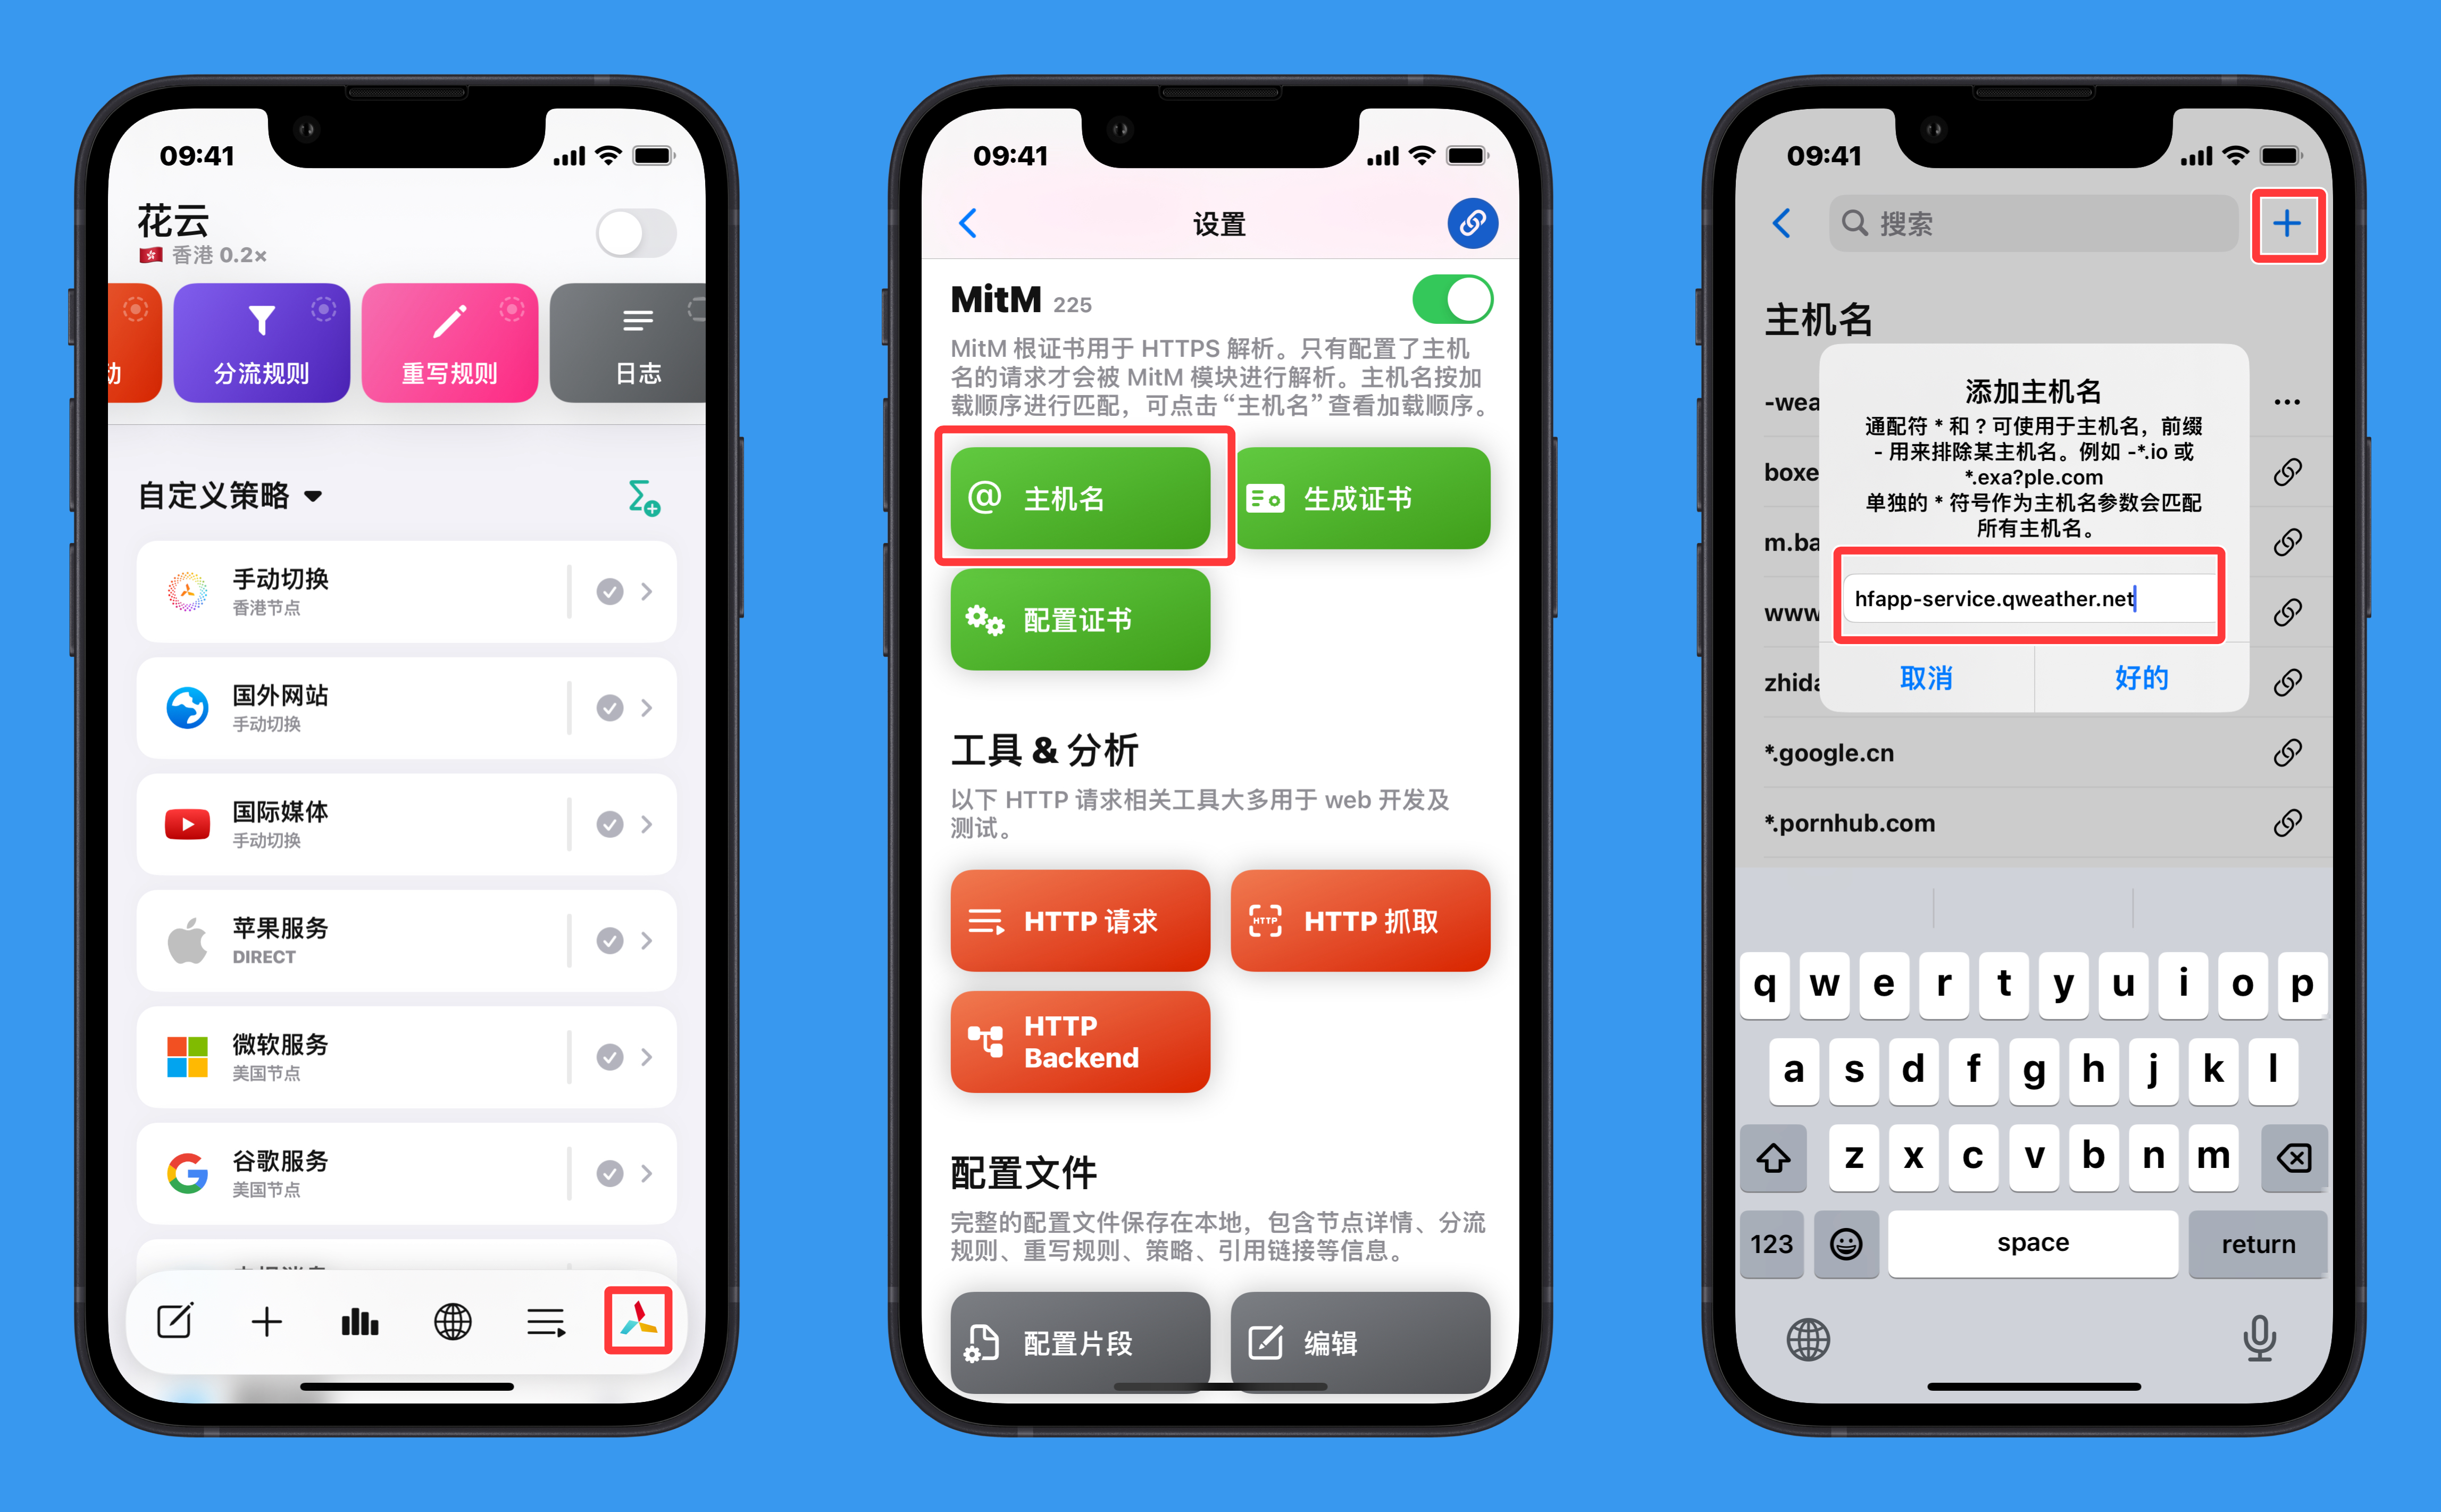 09:41
花云
香港 0.2×
分流规则
重写规则
日志
自定义策略
手动切换
香港节点
国外网站
手动切换
国际媒体
手动切换
苹果服务
DIRECT
微软服务
美国节点
谷歌服务
美国节点
09:41
设置
MitM 225
MitM 根证书用于 HTTPS 解析。只有配置了主机
名的请求才会被 MitM 模块进行解析。主机名按加
载顺序进行匹配，可点击“主机名”查看加载顺序。
@ 主机名
生成证书
配置证书
工具 & 分析
以下 HTTP 请求相关工具大多用于 web 开发及
测试。
HTTP 请求
HTTP
HTTP 抓取
HTTP
Backend
配置文件
完整的配置文件保存在本地，包含节点详情、分流
规则、重写规则、策略、引用链接等信息。
配置片段
编辑
09:41
搜索
主机名
添加主机名
通配符 * 和 ? 可使用于主机名，前缀
- 用来排除某主机名。例如 -*.io 或
*.exa?ple.com
单独的 * 符号作为主机名参数会匹配
所有主机名。
hfapp-service.qweather.net
取消
好的
-wea
boxe
m.ba
www
zhida
*.google.cn
*.pornhub.com
q w e r t y u i o p
a s d f g h j k l
z x c v b n m
123
space
return